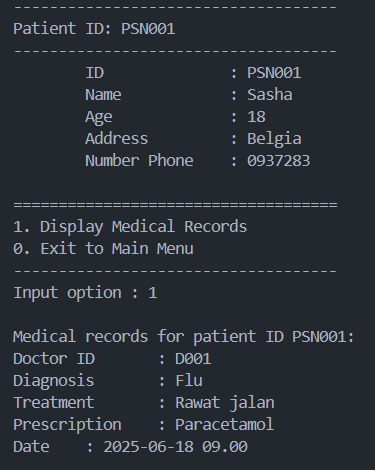 ------------------------------------
Patient ID: PSN001
------------------------------------
ID : PSN001
Name : Sasha
Age : 18
Address : Belgia
Number Phone : 0937283
====================================
1. Display Medical Records
0. Exit to Main Menu
------------------------------------
Input option : 1
Medical records for patient ID PSN001:
Doctor ID : D001
Diagnosis : Flu
Treatment : Rawat jalan
Prescription : Paracetamol
Date : 2025-06-18 09.00